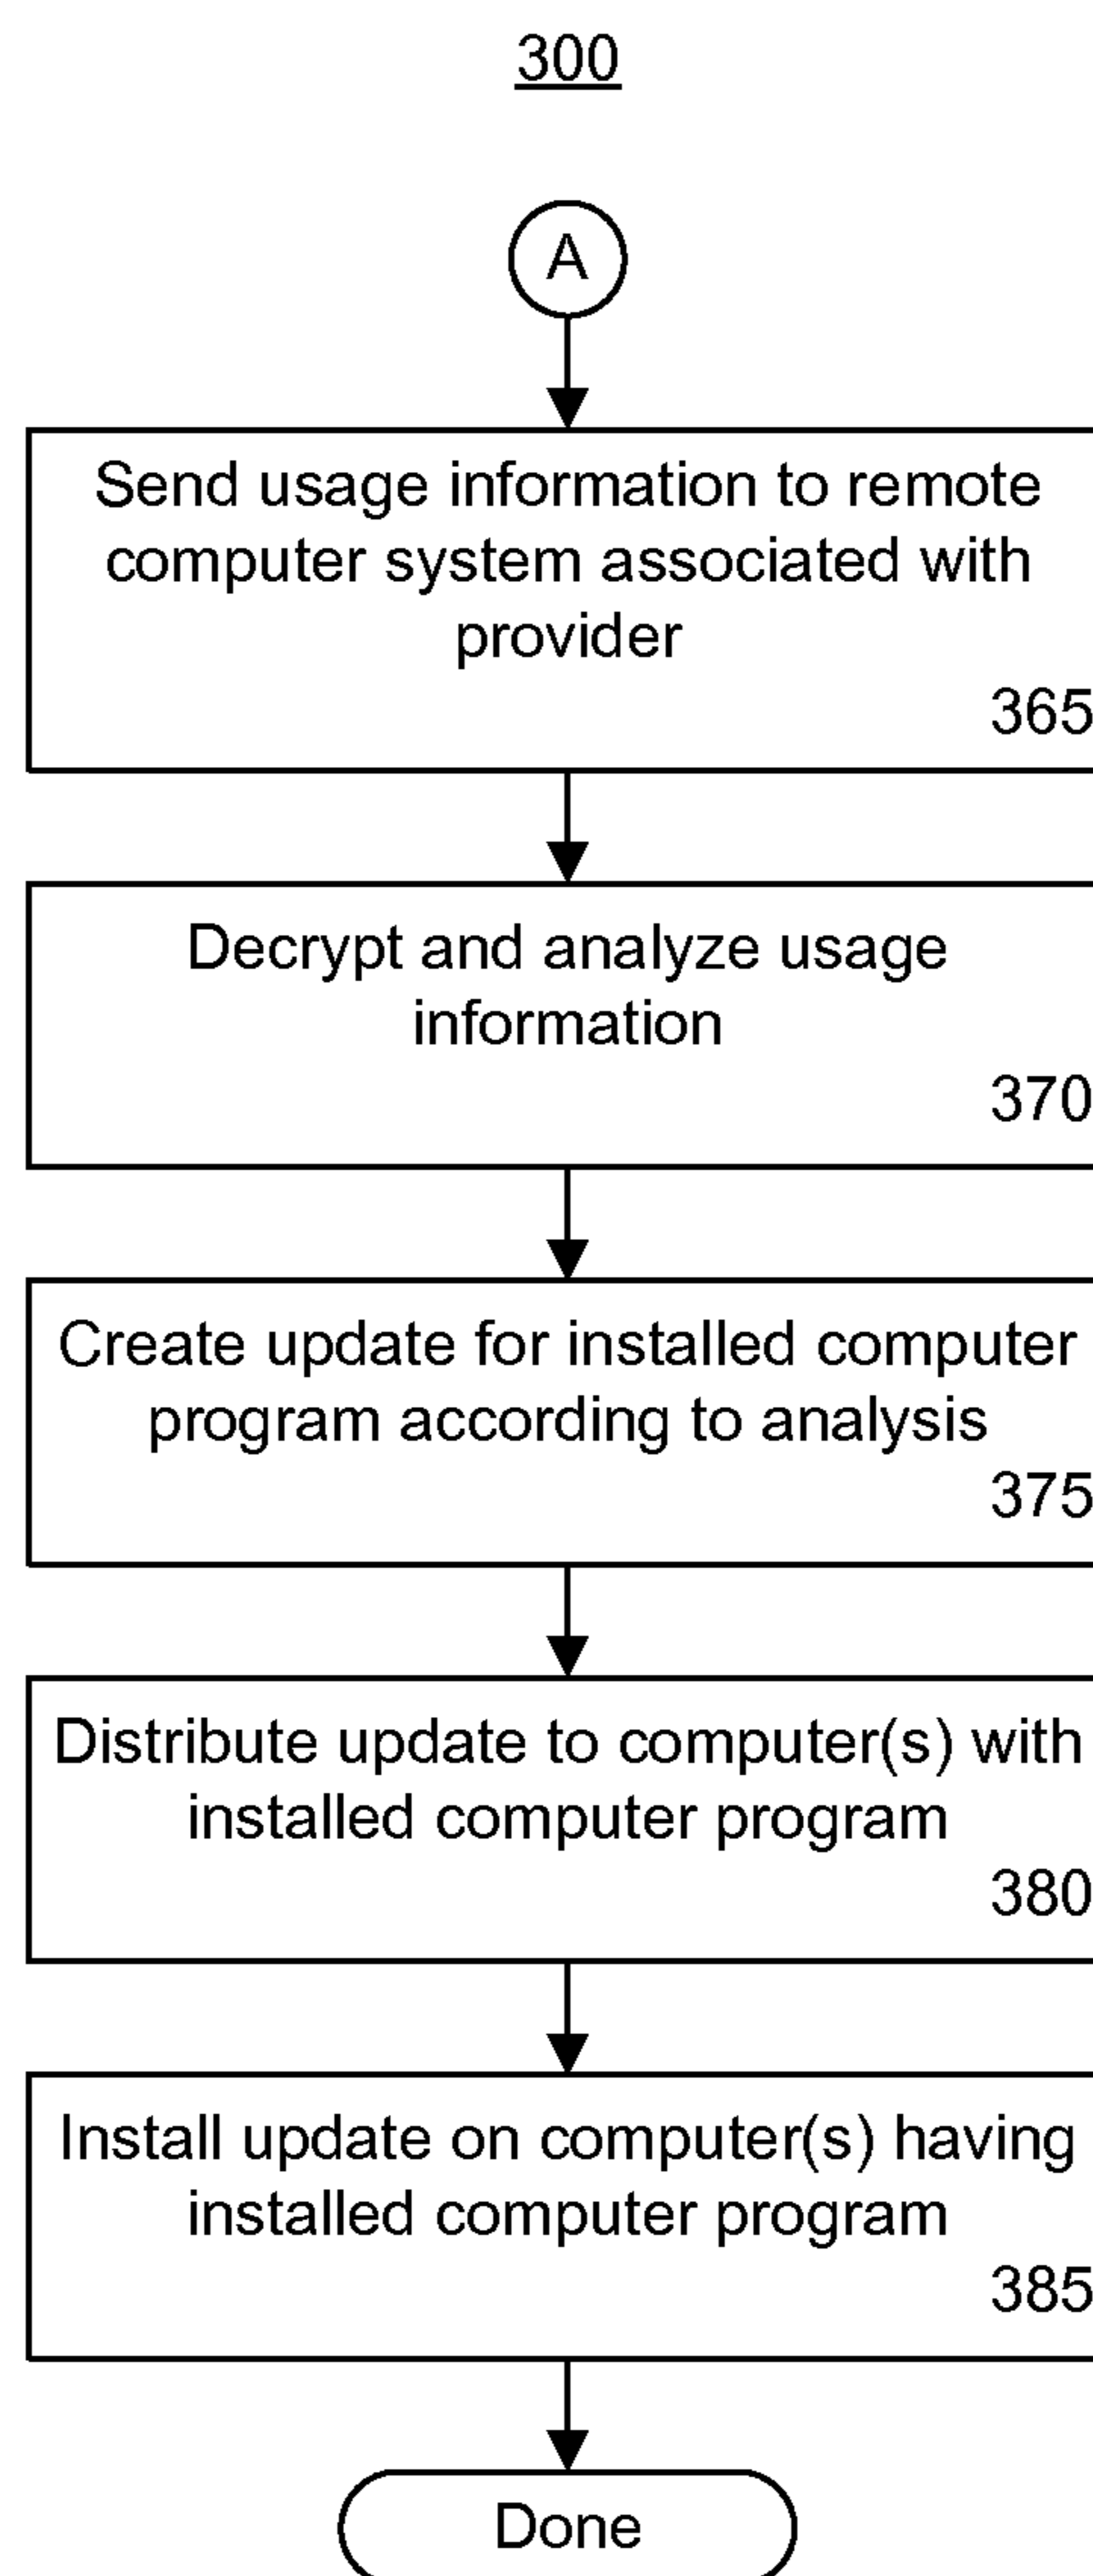 300
A
Send usage information to remote
computer system associated with
provider
365
Decrypt and analyze usage
information
370
Create update for installed computer
program according to analysis
375
Distribute update to computer(s) with
installed computer program
380
Install update on computer(s) having
installed computer program
385
Done